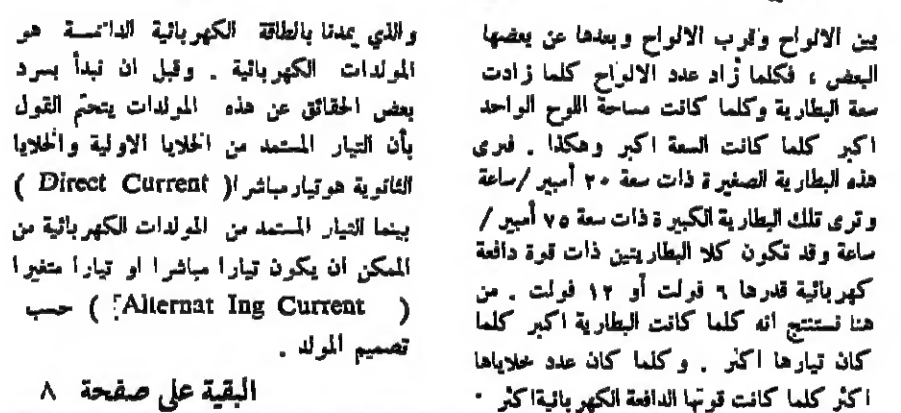 بين الالواح وقرب الالواح وبعدها عن بعضها
البعض ؛ فكلما زاد عدد الالواح كلما زادت
سعة البطارية وكلما كانت مساحة اللوح الواحد
اكبر كلما كانت السعة اكبر وهكذا . فنرى
هذه البطارية الصغيرة ذات سعة ٢٠ أمبير /ساعة
وترى تلك البطارية الكبيرة ذات سعة ٧٥ أمبير /
ساعة وقد تكون كلا البطاريتين ذات قوة دافعة
كهربائية قدرها ٦ فولت أو ١٢ فولت . من
هنا نستنتج انه كلما كانت البطارية اكبر كلما
كان تيارها اكثر . وكلما كان عدد خلاياها
اكثر كلما كانت قوتها الدافعة الكهربائية اكثر .
والذي يمدنا بالطاقة الكهربائية الدائمــة هو
المولدات الكهربائية . وقبل ان نبدأ بسرد
بعض الحقائق عن هذه المولدات يتحتم القول
بأن التيار المستمد من الخلايا الاولية والخلايا
الثانوية هو تيار مباشرا ( Direct Current )
بينما التيار المستمد من المولدات الكهربائية من
الممكن ان يكون تيارا مباشرا او تيارا متغيرا
( Alternat Ing Current ) حسب
تصميم المولد .
البقية على صفحة ٨